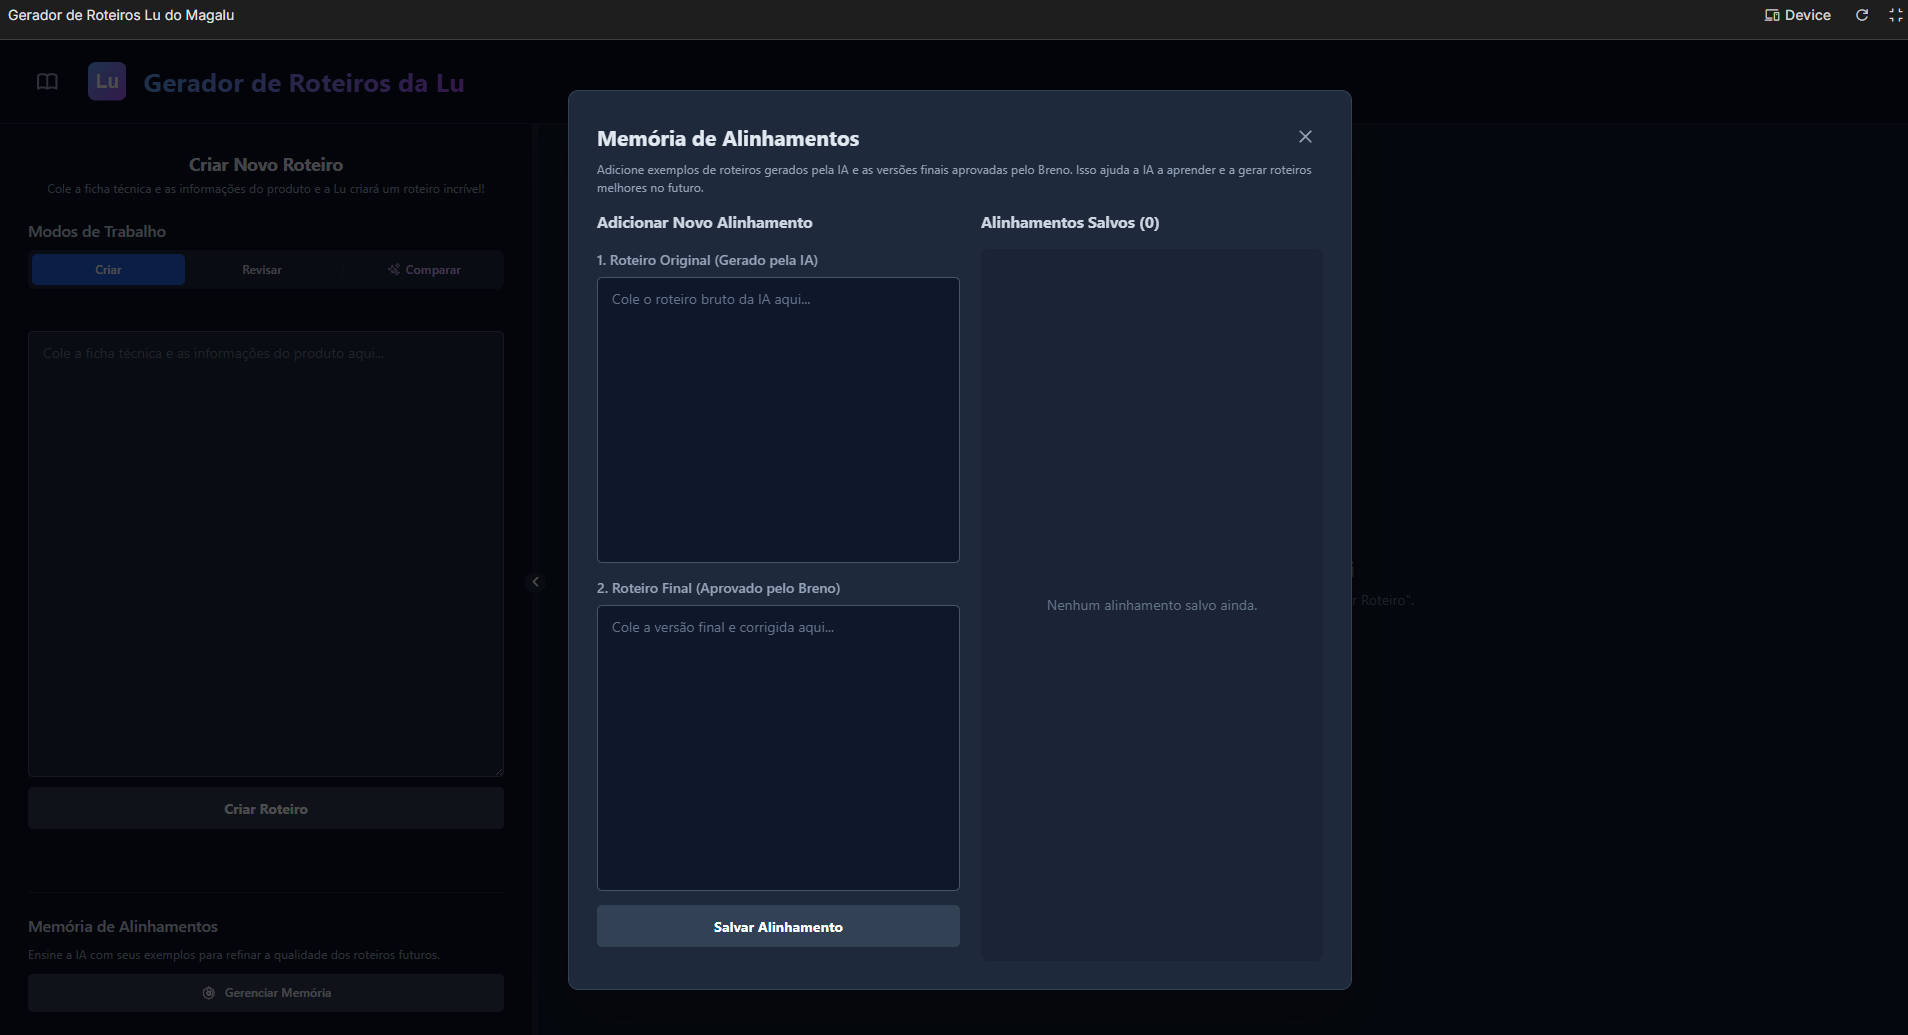 Gerador de Roteiros Lu do Magalu
Device
Lu
Gerador de Roteiros da Lu
Criar Novo Roteiro
Cole a ficha técnica e as informações do produto e a Lu criará um roteiro incrível!
Modos de Trabalho
Criar
Revisar
Comparar
Cole a ficha técnica e as informações do produto aqui...
Criar Roteiro
Memória de Alinhamentos
Ensine a IA com seus exemplos para refinar a qualidade dos roteiros futuros.
Gerenciar Memória
Memória de Alinhamentos
Adicione exemplos de roteiros gerados pela IA e as versões finais aprovadas pelo Breno. Isso ajuda a IA a aprender e a gerar roteiros
melhores no futuro.
Adicionar Novo Alinhamento
1. Roteiro Original (Gerado pela IA)
Cole o roteiro bruto da IA aqui...
2. Roteiro Final (Aprovado pelo Breno)
Cole a versão final e corrigida aqui...
Salvar Alinhamento
Alinhamentos Salvos (0)
Nenhum alinhamento salvo ainda.
Roteiro".